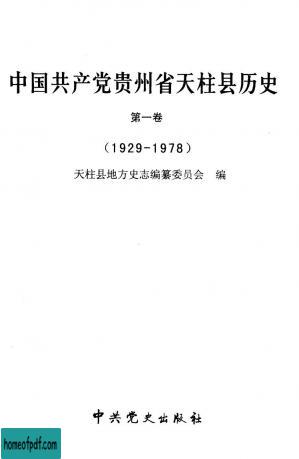 中国共产党贵州省天柱县历史
第一卷
（1929-1978）
天柱县地方史志编纂委员会 编
中共党史出版社
homeofpdf.com